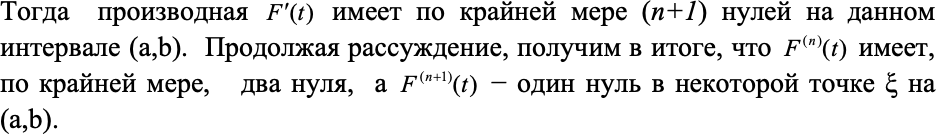 Тогда производная F′(t) имеет по крайней мере (n+1) нулей на данном
интервале (a,b). Продолжая рассуждение, получим в итоге, что F⁽ⁿ⁾(t) имеет,
по крайней мере, два нуля, а F⁽ⁿ⁺¹⁾(t) − один нуль в некоторой точке ξ на
(a,b).